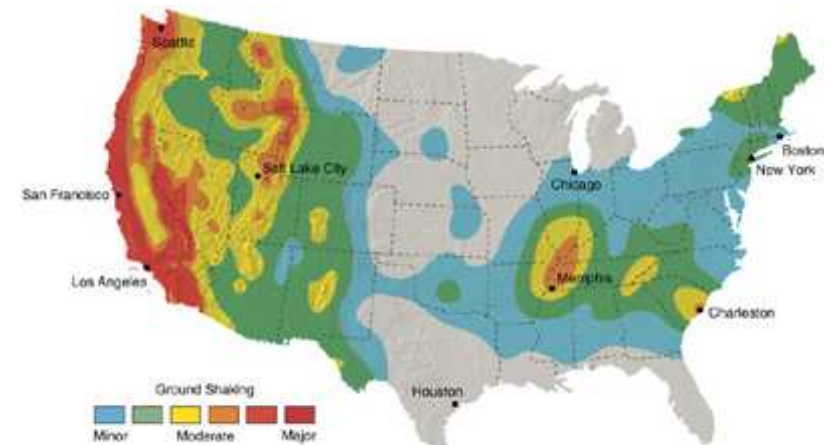 Seattle
Salt Lake City
San Francisco
Los Angeles
Chicago
Boston
New York
Memphis
Charleston
Houston
Ground Shaking
Minor Moderate Major